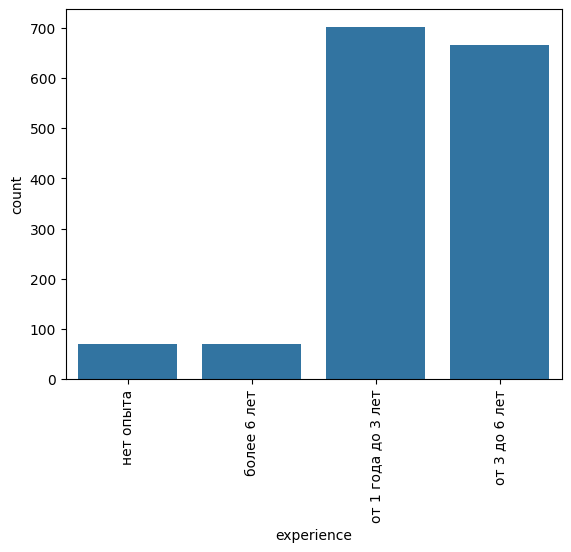 700
600
500
400
300
200
100
0
count
нет опыта
более 6 лет
от 1 года до 3 лет
от 3 до 6 лет
experience